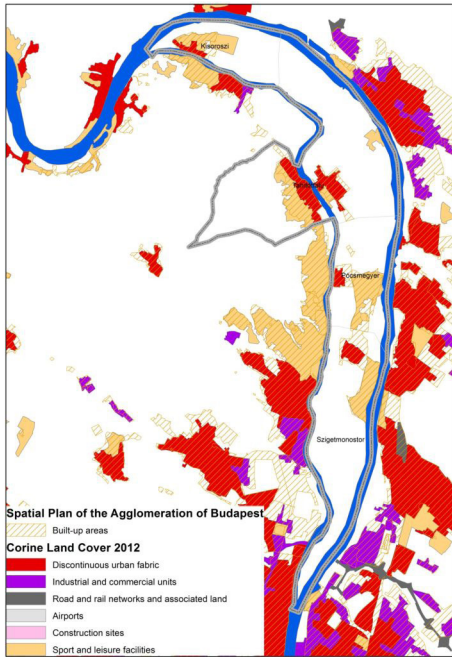 Kisoroszi
Pócsmegyer
Szigetmonostor
Spatial Plan of the Agglomeration of Budapest
Built-up areas
Corine Land Cover 2012
Discontinuous urban fabric
Industrial and commercial units
Road and rail networks and associated land
Airports
Construction sites
Sport and leisure facilities